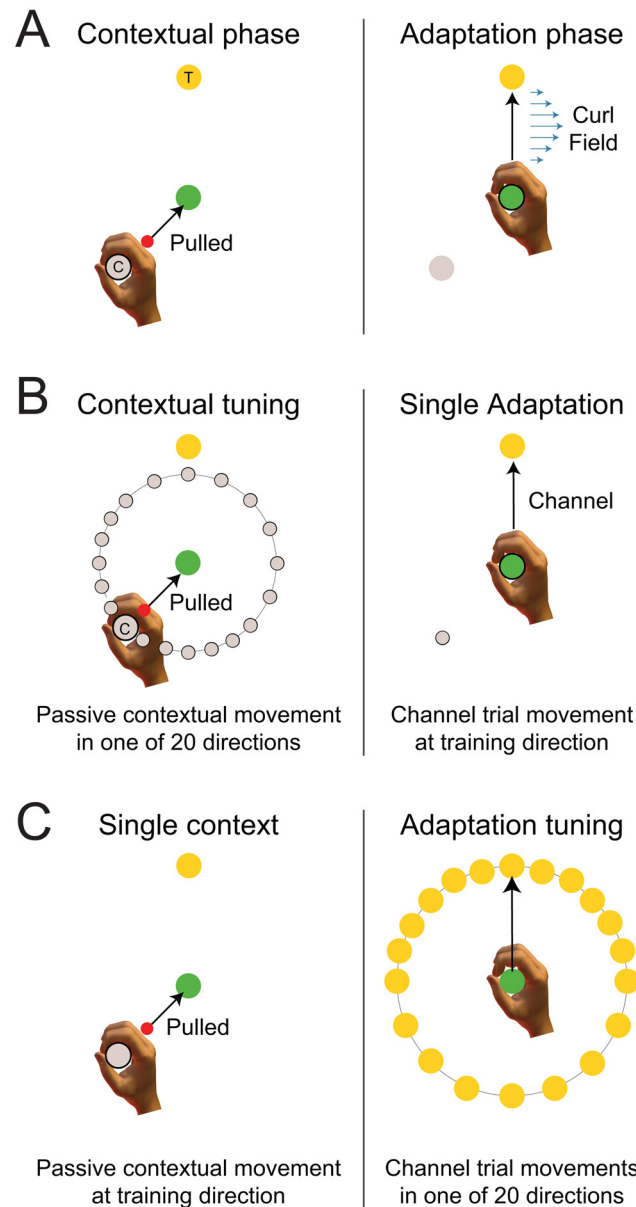 A
Contextual phase
Adaptation phase
T
Curl
Field
Pulled
C
B
Contextual tuning
Single Adaptation
Channel
Pulled
C
Passive contextual movement
in one of 20 directions
Channel trial movement
at training direction
C
Single context
Adaptation tuning
Pulled
Passive contextual movement
at training direction
Channel trial movements
in one of 20 directions